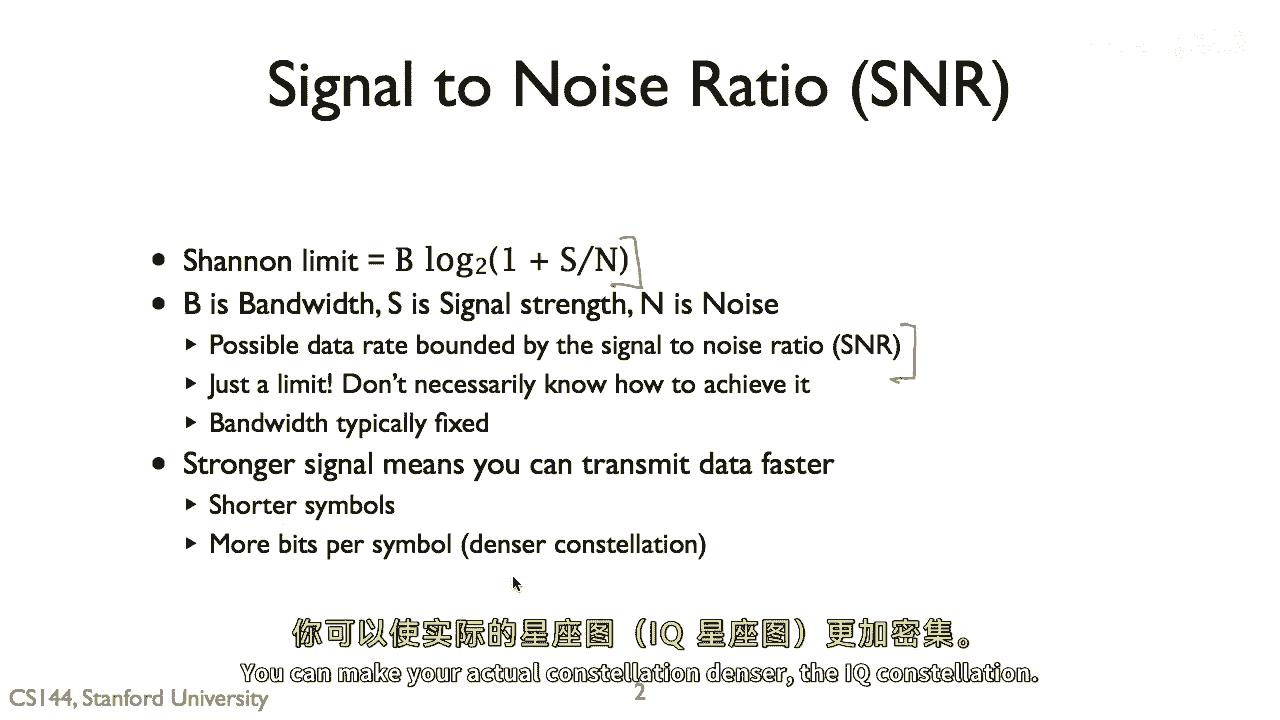 Signal to Noise Ratio (SNR)
• Shannon limit = B log₂(1 + S/N)
• B is Bandwidth, S is Signal strength, N is Noise
▸ Possible data rate bounded by the signal to noise ratio (SNR)
▸ Just a limit! Don't necessarily know how to achieve it
▸ Bandwidth typically fixed
• Stronger signal means you can transmit data faster
▸ Shorter symbols
▸ More bits per symbol (denser constellation)
你可以使实际的星座图（IQ 星座图）更加密集。
You can make your actual constellation denser, the IQ constellation.
CS144, Stanford University
2